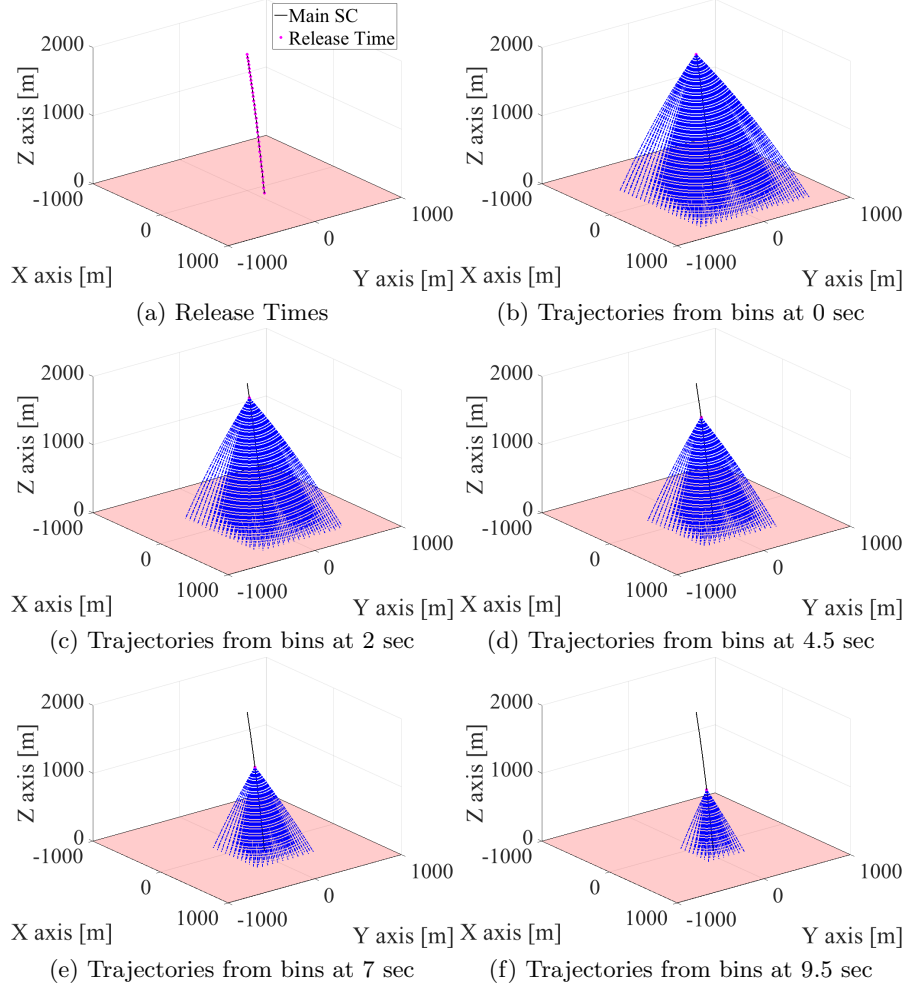 Main SC
Release Time
2000
1000
0
-1000
0
1000
-1000
0
1000
Z axis [m]
X axis [m]
Y axis [m]
(a) Release Times
2000
1000
0
-1000
0
1000
-1000
0
1000
Z axis [m]
X axis [m]
Y axis [m]
(b) Trajectories from bins at 0 sec
2000
1000
0
-1000
0
1000
-1000
0
1000
Z axis [m]
X axis [m]
Y axis [m]
(c) Trajectories from bins at 2 sec
2000
1000
0
-1000
0
1000
-1000
0
1000
Z axis [m]
X axis [m]
Y axis [m]
(d) Trajectories from bins at 4.5 sec
2000
1000
0
-1000
0
1000
-1000
0
1000
Z axis [m]
X axis [m]
Y axis [m]
(e) Trajectories from bins at 7 sec
2000
1000
0
-1000
0
1000
-1000
0
1000
Z axis [m]
X axis [m]
Y axis [m]
(f) Trajectories from bins at 9.5 sec